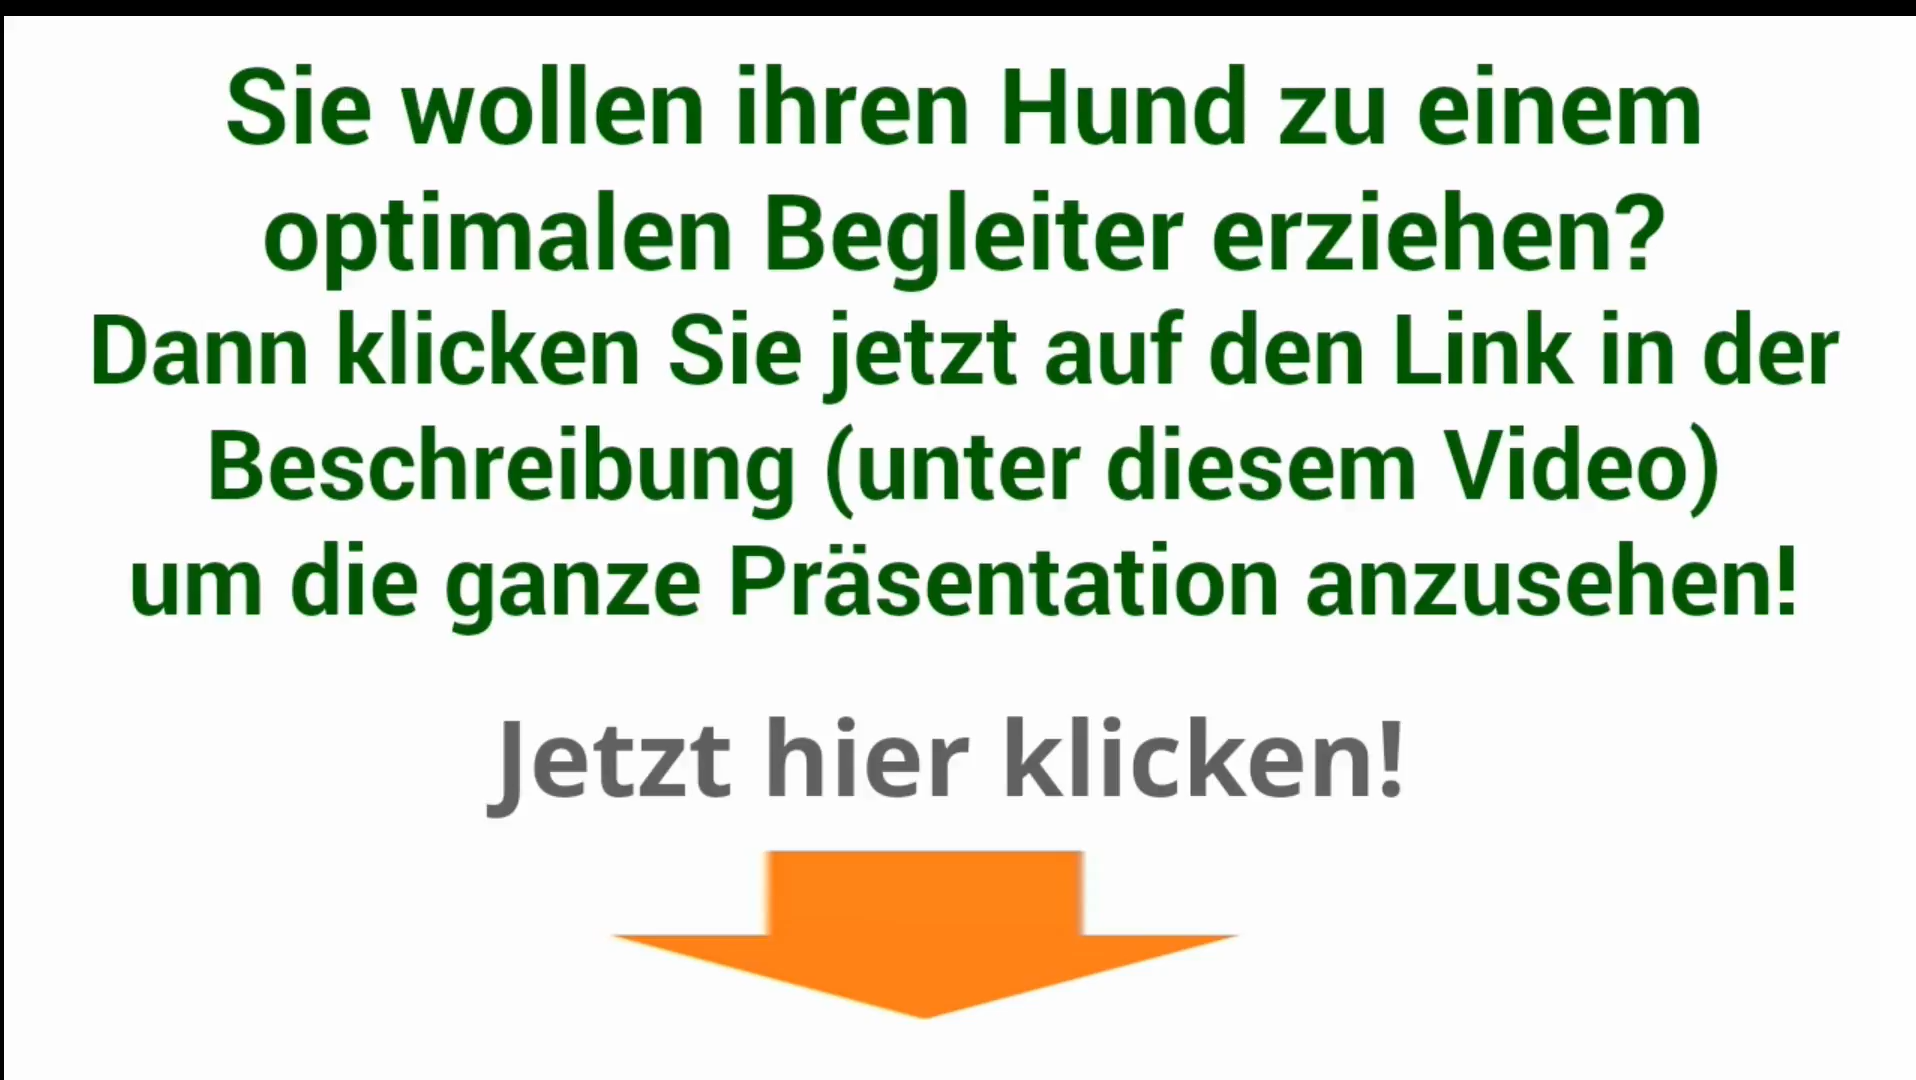 Sie wollen ihren Hund zu einem
optimalen Begleiter erziehen?
Dann klicken Sie jetzt auf den Link in der
Beschreibung (unter diesem Video)
um die ganze Präsentation anzusehen!
Jetzt hier klicken!